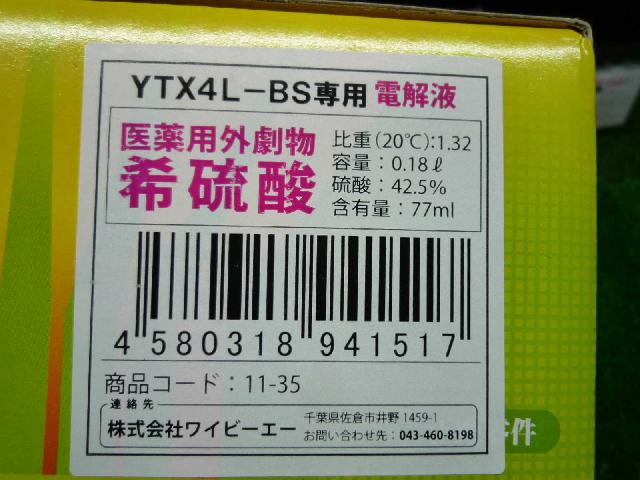 YTX4L-BS専用 電解液
医薬用外劇物
希硫酸
比重(20℃):1.32
容量:0.18ℓ
硫酸:42.5%
含有量:77ml
4 580318 941517
商品コード:11-35
連絡先
株式会社ワイビーエー
千葉県佐倉市井野 1459-1
お問い合わせ先:043-460-8198
件